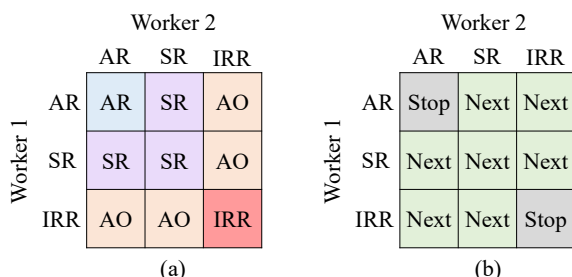 Worker 2
AR SR IRR
Worker 1
AR AR SR AO
SR SR SR AO
IRR AO AO IRR
(a)
Worker 2
AR SR IRR
Worker 1
AR Stop Next Next
SR Next Next Next
IRR Next Next Stop
(b)